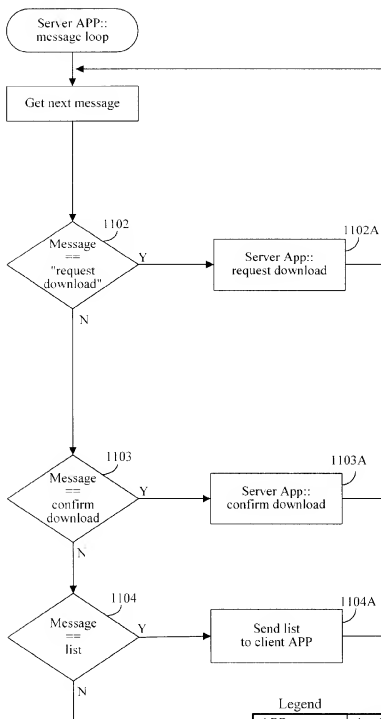 Server APP::
message loop
Get next message
1102
Message
==
"request
download"
Y
1102A
Server App::
request download
N
1103
Message
==
confirm
download
Y
1103A
Server App::
confirm download
N
1104
Message
==
list
Y
1104A
Send list
to client APP
N
Legend